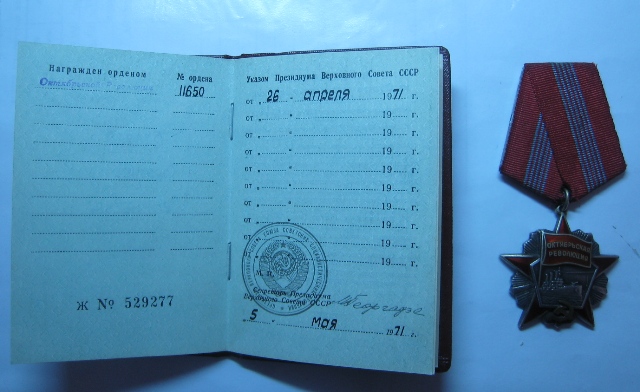 Награжден орденом
№ ордена
Октябрьской Революции
11650
Ж № 529277
Указом Президиума Верховного Совета СССР
от „ 26 " апреля 1971 г.
от „ " 19 г.
от „ " 19 г.
от „ " 19 г.
от „ " 19 г.
от „ " 19 г.
от „ " 19 г.
от „ " 19 г.
от „ " 19 г.
от „ " 19 г.
М. П.
Секретарь Президиума
Верховного Совета СССР
Георгадзе
5 мая 1971 г.
ОКТЯБРЬСКАЯ
РЕВОЛЮЦИЯ